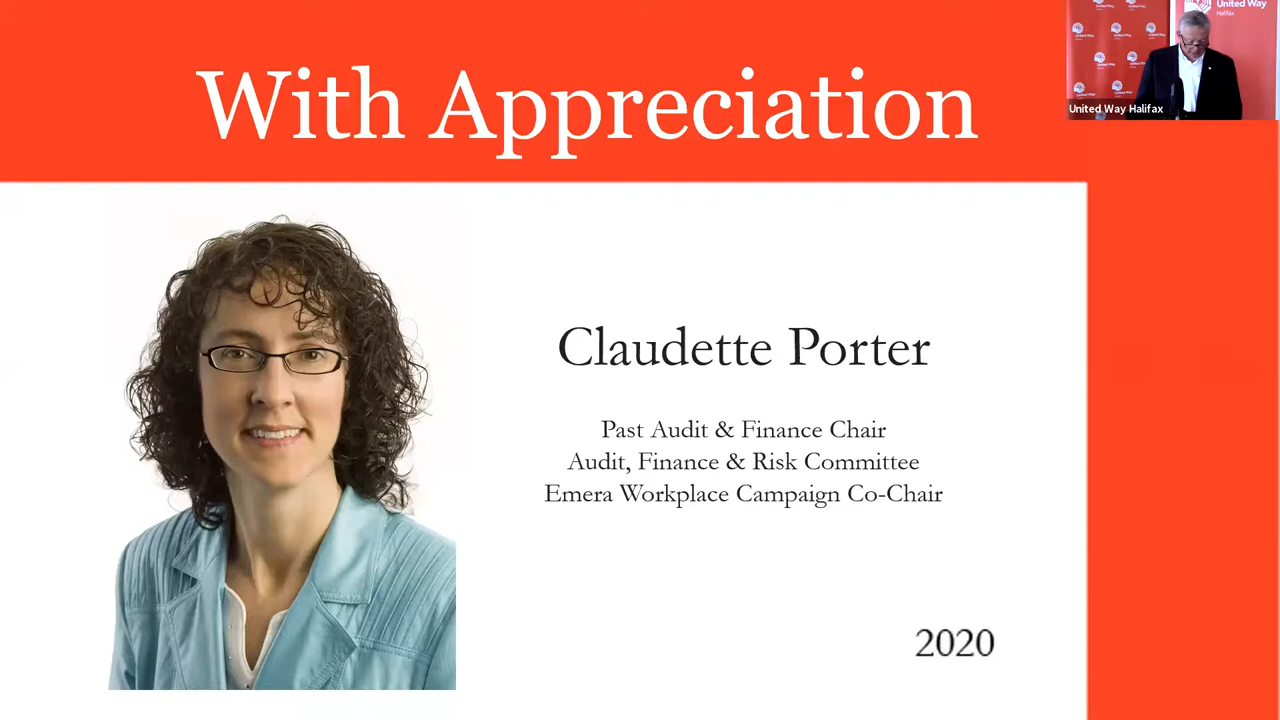 With Appreciation
United Way
Halifax
United Way Halifax
Claudette Porter
Past Audit & Finance Chair
Audit, Finance & Risk Committee
Emera Workplace Campaign Co-Chair
2020